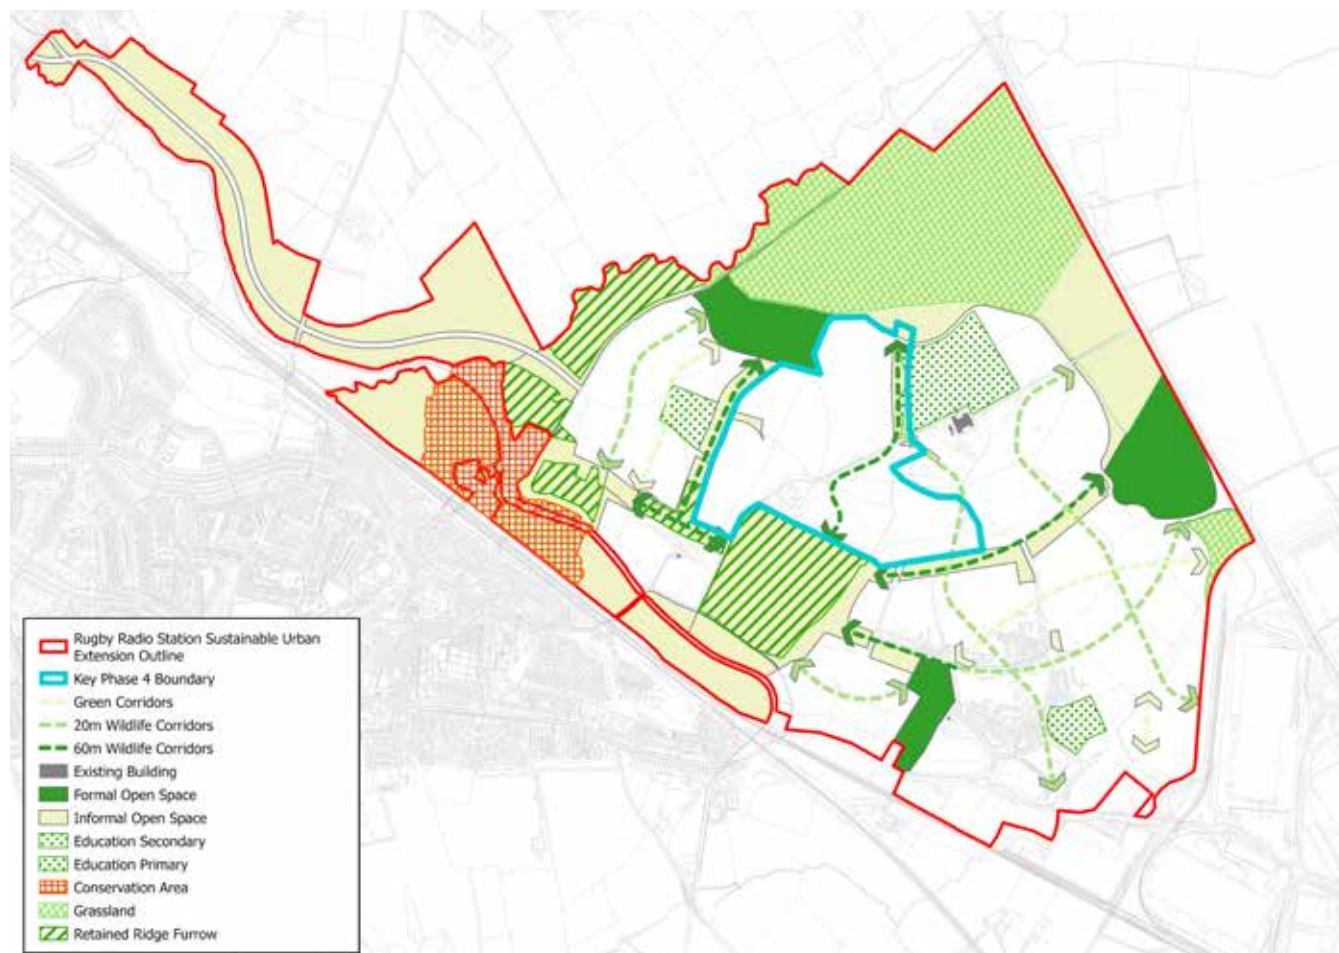 Rugby Radio Station Sustainable Urban
Extension Outline
Key Phase 4 Boundary
Green Corridors
20m Wildlife Corridors
60m Wildlife Corridors
Existing Building
Formal Open Space
Informal Open Space
Education Secondary
Education Primary
Conservation Area
Grassland
Retained Ridge Furrow